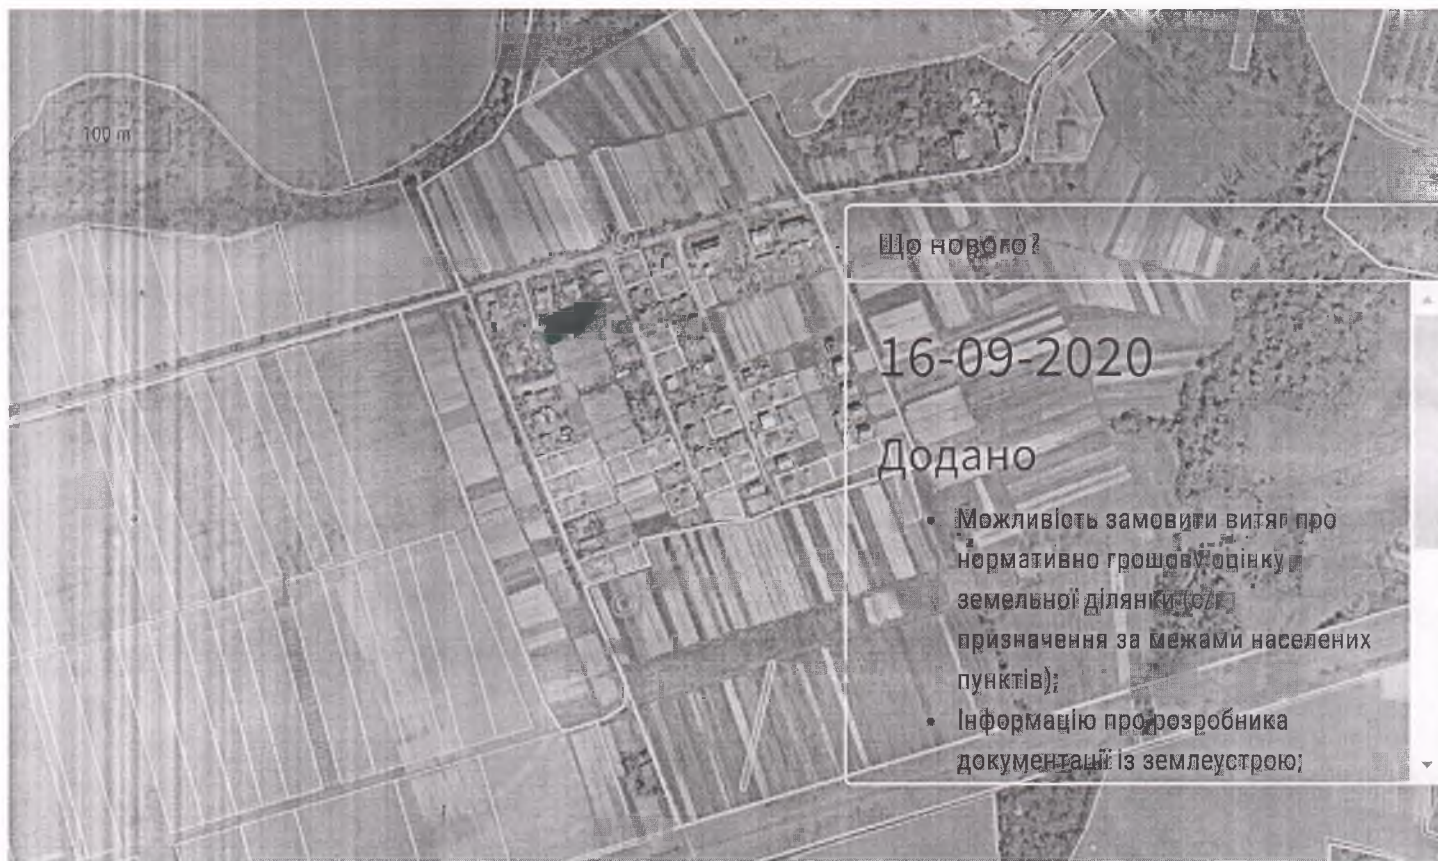 100 m
Що нового?
16-09-2020
Додано
• Можливість замовити витяг про
нормативно грошову оцінку
земельної ділянки (с/г
призначення за межами населених
пунктів);
• Інформацію про розробника
документації із землеустрою;